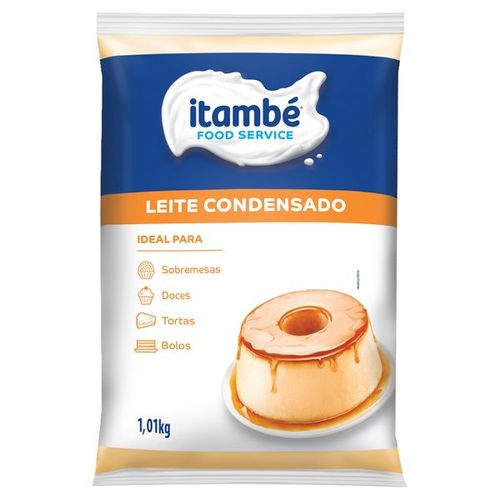 itambé
FOOD SERVICE
LEITE CONDENSADO
IDEAL PARA
Sobremesas
Doces
Tortas
Bolos
1,01kg